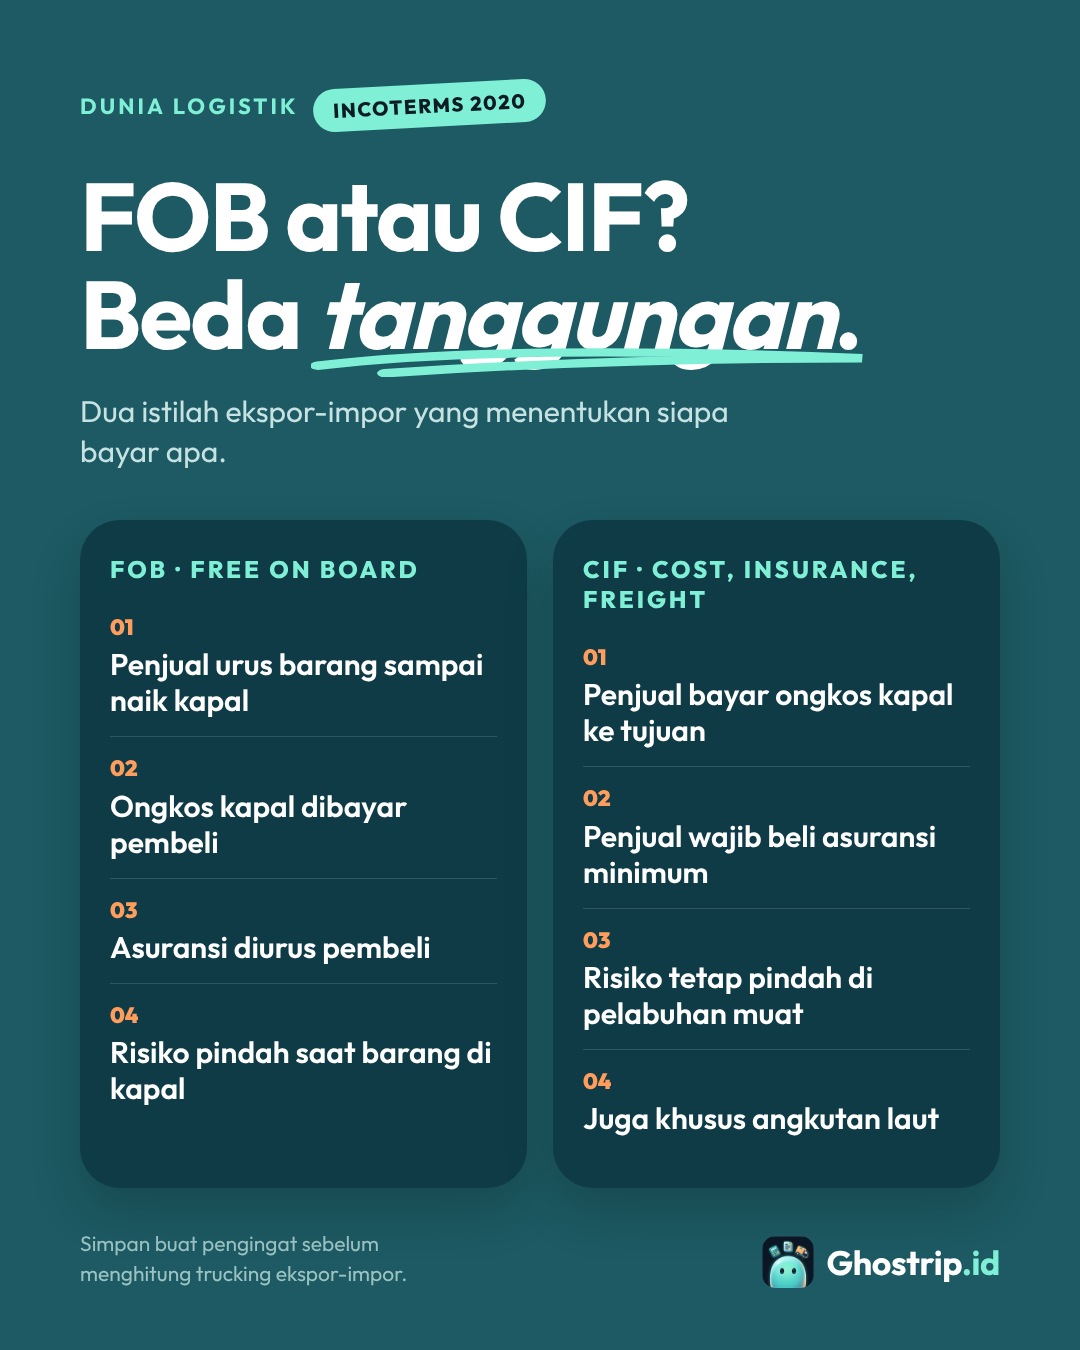 DUNIA LOGISTIK
INCOTERMS 2020
FOB atau CIF?
Beda tanggungan.
Dua istilah ekspor-impor yang menentukan siapa
bayar apa.
FOB · FREE ON BOARD
01
Penjual urus barang sampai
naik kapal
02
Ongkos kapal dibayar
pembeli
03
Asuransi diurus pembeli
04
Risiko pindah saat barang di
kapal
CIF · COST, INSURANCE,
FREIGHT
01
Penjual bayar ongkos kapal
ke tujuan
02
Penjual wajib beli asuransi
minimum
03
Risiko tetap pindah di
pelabuhan muat
04
Juga khusus angkutan laut
Simpan buat pengingat sebelum
menghitung trucking ekspor-impor.
Ghostrip.id